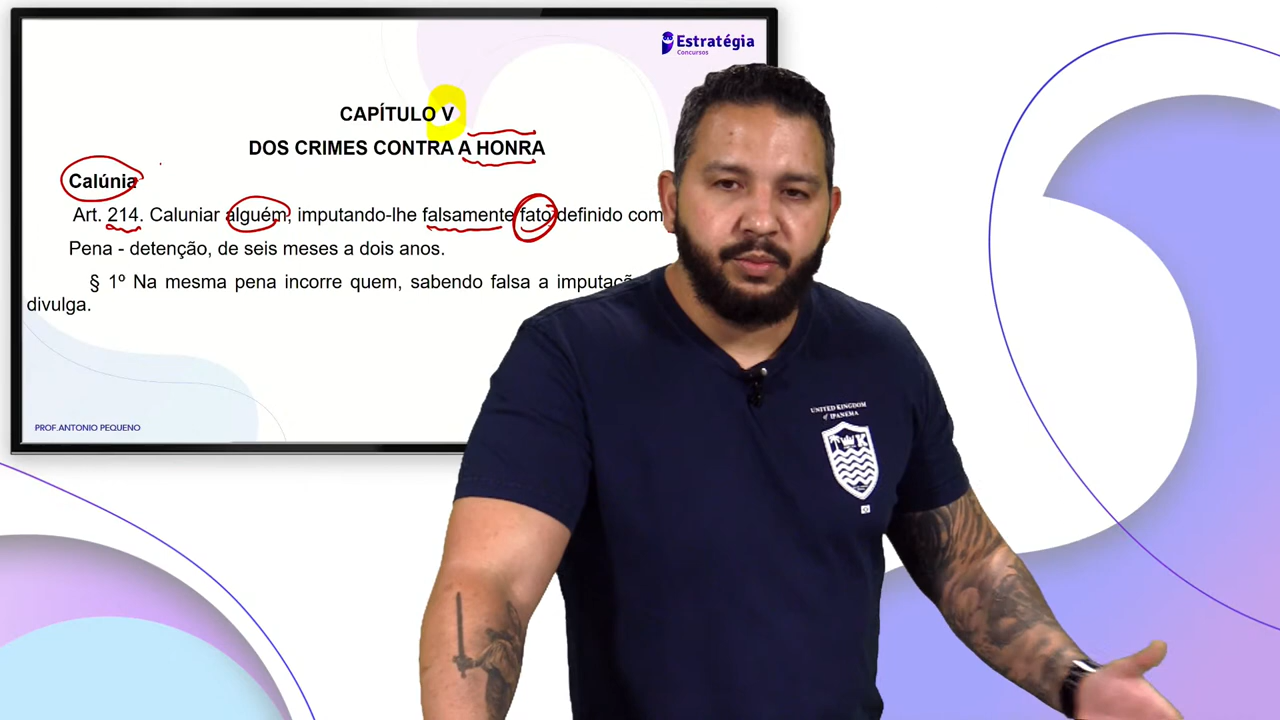 Estratégia
Concursos
CAPÍTULO V
DOS CRIMES CONTRA A HONRA
Calúnia
Art. 214. Caluniar alguém, imputando-lhe falsamente fato definido com
Pena - detenção, de seis meses a dois anos.
§ 1º Na mesma pena incorre quem, sabendo falsa a imputaç
divulga.
PROF.ANTONIO PEQUENO
UNITED KINGDOM
of IPANEMA